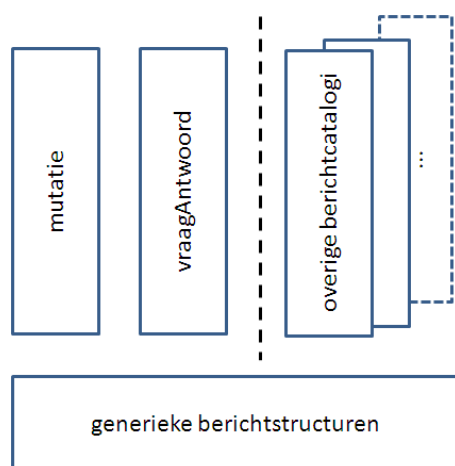 mutatie
vraagAntwoord
overige berichtcatalogi
...
generieke berichtstructuren